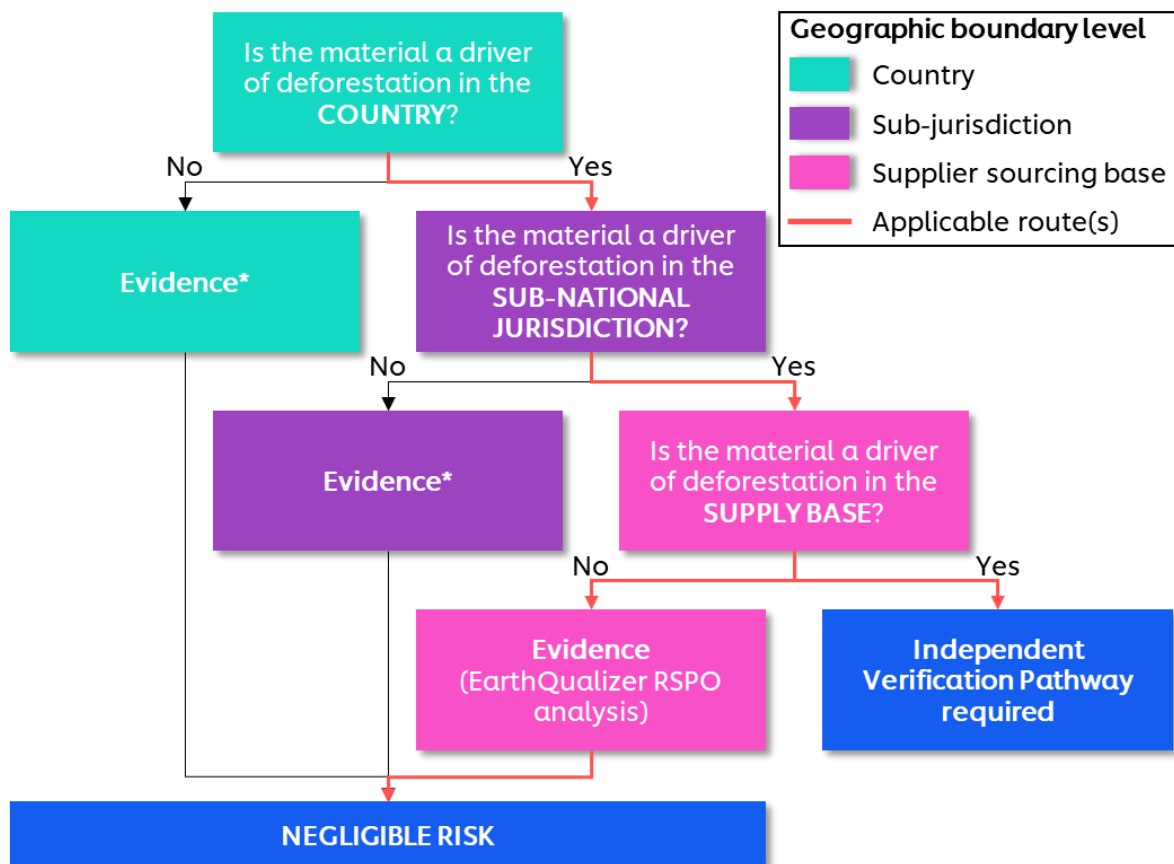 Is the material a driver
of deforestation in the
COUNTRY?
Geographic boundary level
Country
Sub-jurisdiction
Supplier sourcing base
Applicable route(s)
No
Yes
Evidence*
Is the material a driver
of deforestation in the
SUB-NATIONAL
JURISDICTION?
No
Yes
Evidence*
Is the material a driver
of deforestation in the
SUPPLY BASE?
No
Yes
Evidence
(EarthQualizer RSPO
analysis)
Independent
Verification Pathway
required
NEGLIGIBLE RISK